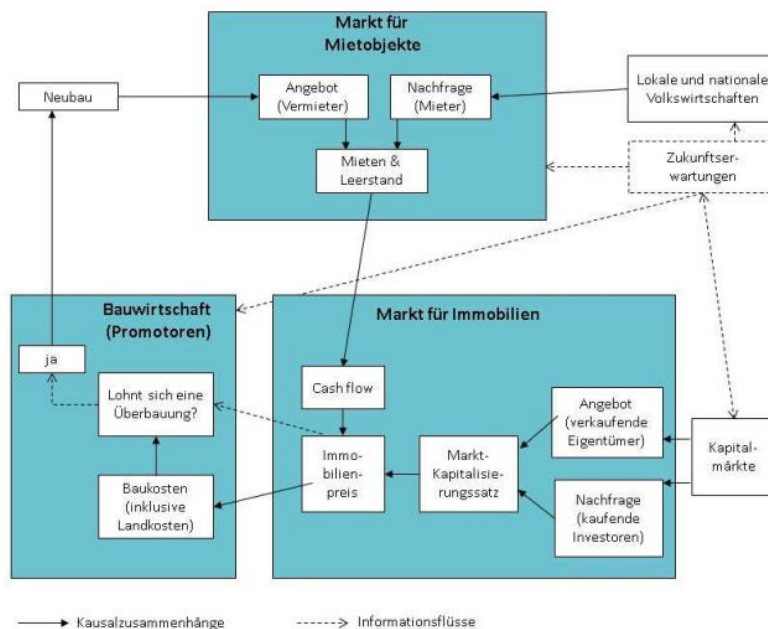 Markt für
Mietobjekte
Neubau
Angebot
(Vermieter)
Nachfrage
(Mieter)
Lokale und nationale
Volkswirtschaften
Mieten &
Leerstand
Zukunftser-
wartungen
Bauwirtschaft
(Promotoren)
Markt für Immobilien
ja
Lohnt sich eine
Überbauung?
Cash flow
Angebot
(verkaufende
Eigentümer)
Immo-
bilien-
preis
Markt-
Kapitalisie-
rungssatz
Kapital-
märkte
Baukosten
(inklusive
Landkosten)
Nachfrage
(kaufende
Investoren)
Kausalzusammenhänge
Informationsflüsse